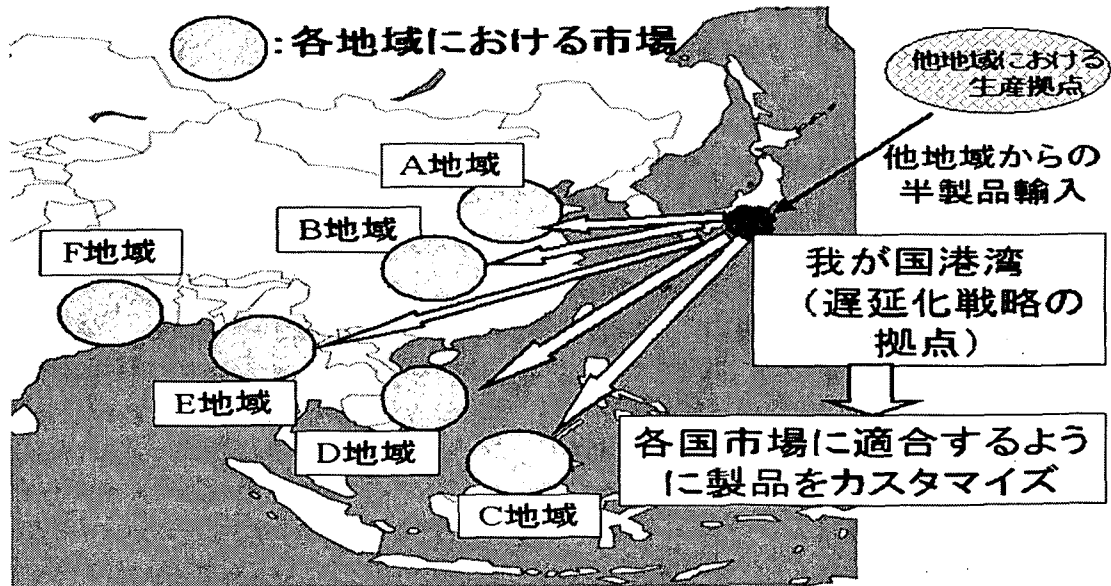 :各地域における市場
他地域における
生産拠点
他地域からの
半製品輸入
A地域
B地域
F地域
我が国港湾
（遅延化戦略の
拠点）
E地域
D地域
各国市場に適合するよう
に製品をカスタマイズ
C地域